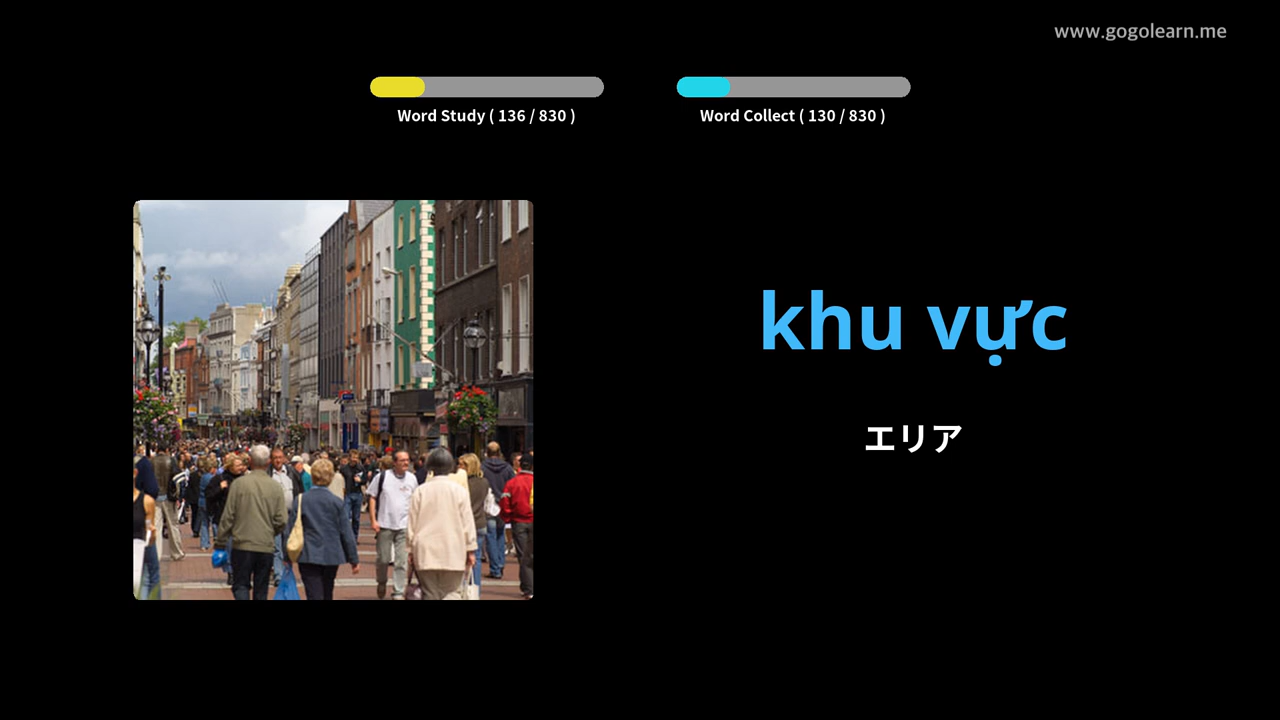 www.gogolearn.me
Word Study ( 136 / 830 )
Word Collect ( 130 / 830 )
khu vực
エリア